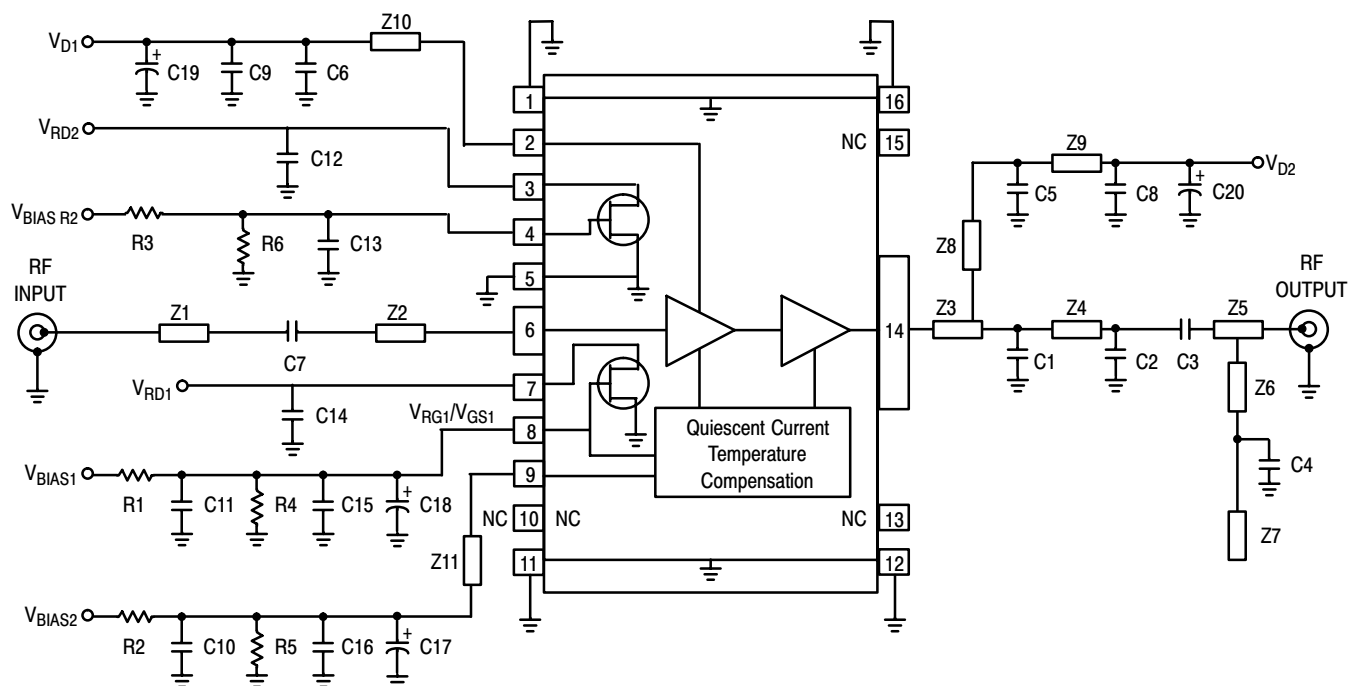 V_D1
Z10
C19
C9
C6
V_RD2
C12
V_BIAS R2
R3
R6
C13
RF
INPUT
Z1
C7
Z2
V_RD1
C14
V_RG1/V_GS1
V_BIAS1
R1
C11
R4
C15
C18
+
Z11
V_BIAS2
R2
C10
R5
C16
C17
+
+
1
2
3
4
5
6
7
8
9
NC
10
NC
11
Quiescent Current
Temperature
Compensation
16
NC
15
14
NC
13
12
Z9
V_D2
C5
C8
+
C20
Z8
RF
OUTPUT
Z3
Z4
Z5
C1
C2
C3
Z6
C4
Z7